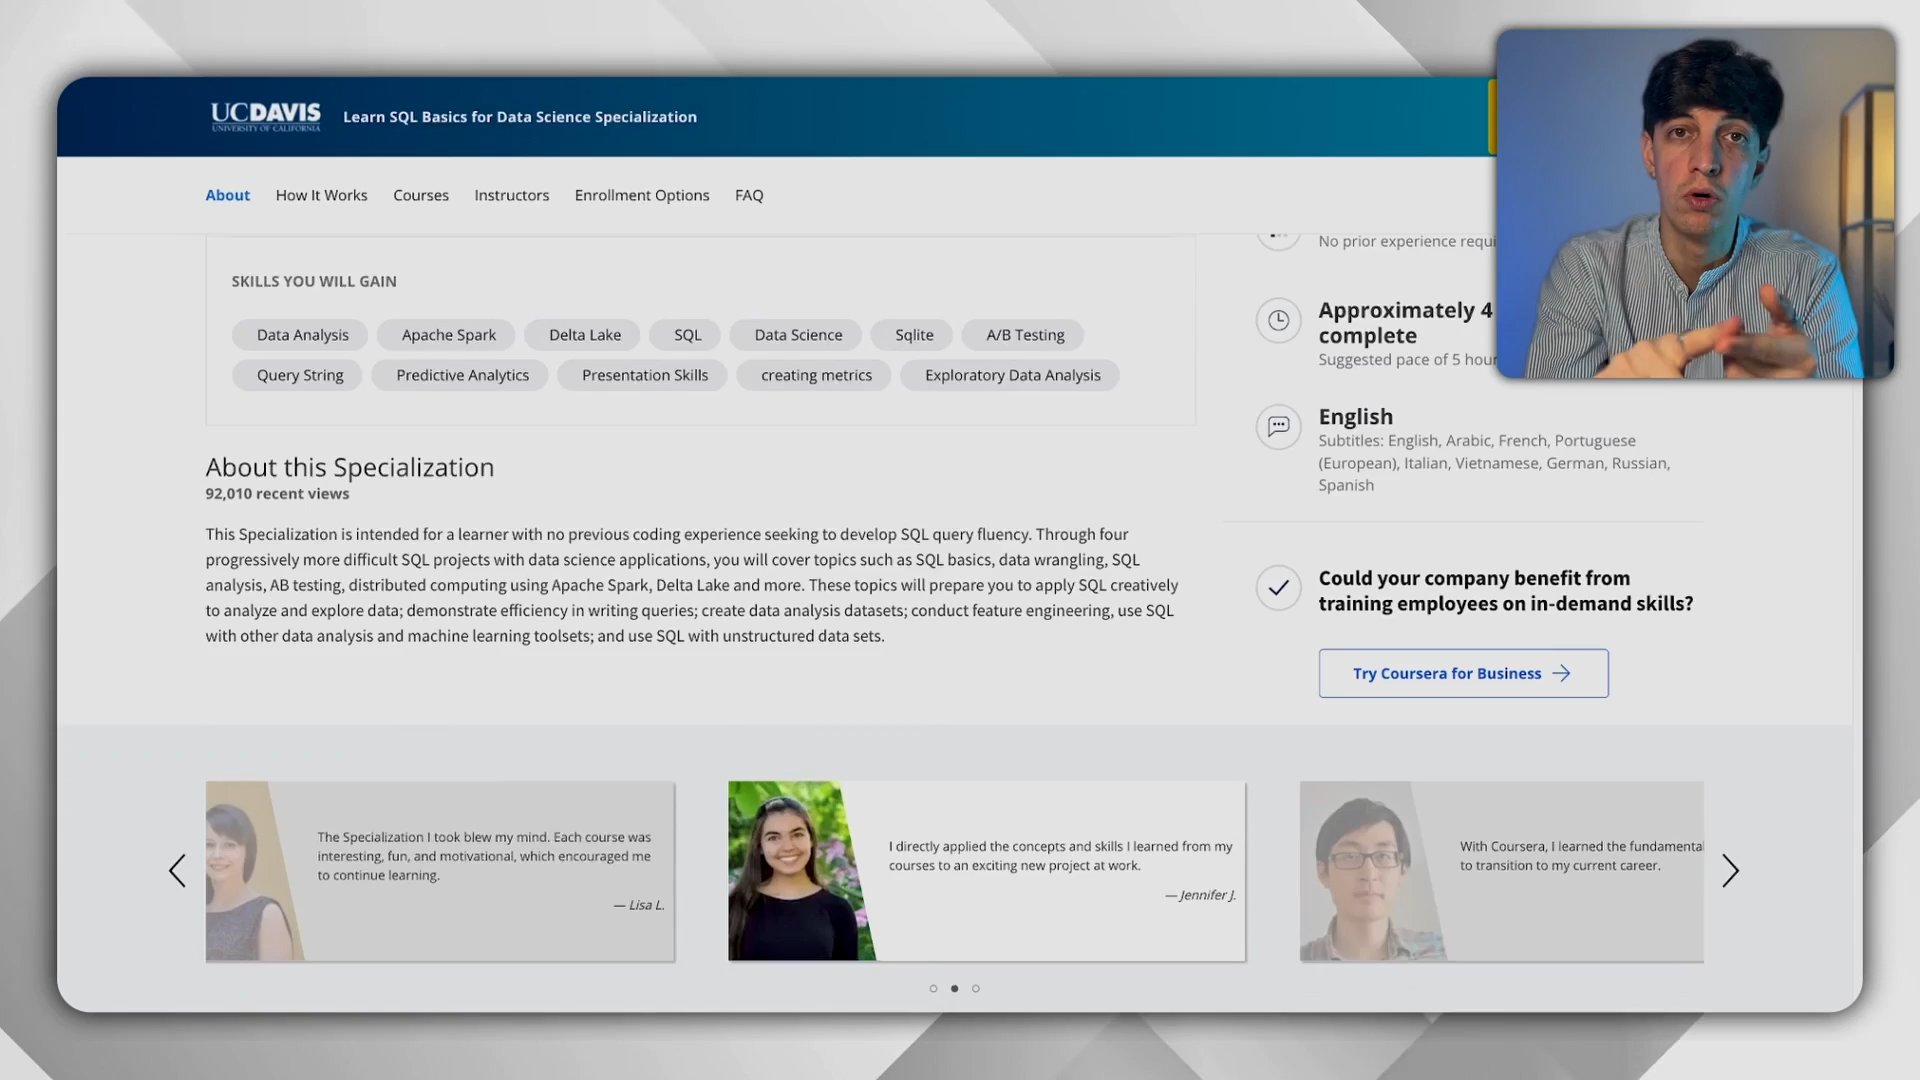 UCDAVIS
UNIVERSITY OF CALIFORNIA
Learn SQL Basics for Data Science Specialization
About How It Works Courses Instructors Enrollment Options FAQ
SKILLS YOU WILL GAIN
Data Analysis Apache Spark Delta Lake SQL Data Science Sqlite A/B Testing
Query String Predictive Analytics Presentation Skills creating metrics Exploratory Data Analysis
About this Specialization
92,010 recent views
This Specialization is intended for a learner with no previous coding experience seeking to develop SQL query fluency. Through four
progressively more difficult SQL projects with data science applications, you will cover topics such as SQL basics, data wrangling, SQL
analysis, AB testing, distributed computing using Apache Spark, Delta Lake and more. These topics will prepare you to apply SQL creatively
to analyze and explore data; demonstrate efficiency in writing queries; create data analysis datasets; conduct feature engineering, use SQL
with other data analysis and machine learning toolsets; and use SQL with unstructured data sets.
No prior experience
Approximately 4
complete
Suggested pace of 5
English
Subtitles: English, Arabic, French, Portuguese
(European), Italian, Vietnamese, German, Russian,
Spanish
Could your company benefit from
training employees on in-demand skills?
Try Coursera for Business
The Specialization I took blew my mind. Each course was
interesting, fun, and motivational, which encouraged me
to continue learning.
— Lisa L.
I directly applied the concepts and skills I learned from my
courses to an exciting new project at work.
— Jennifer J.
With Coursera, I learned the
to transition to my current career.